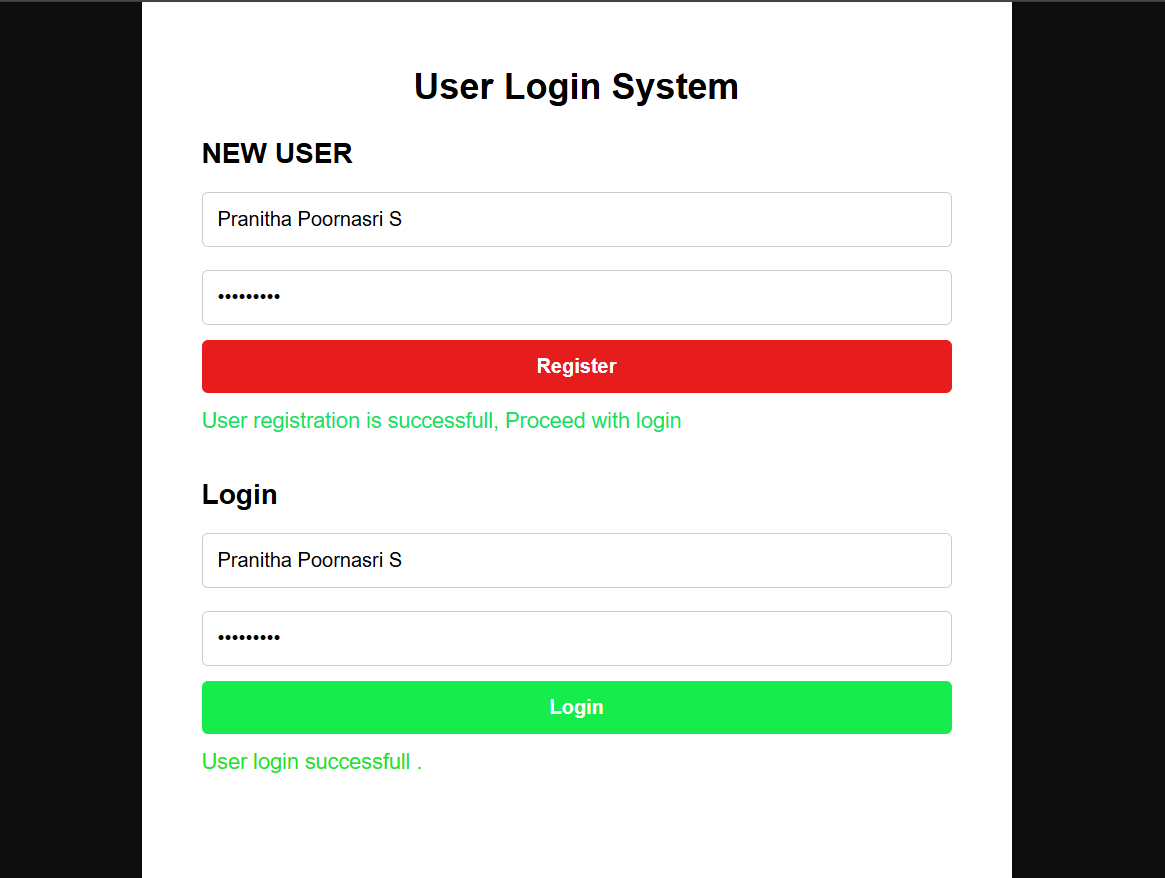 User Login System
NEW USER
Pranitha Poornasri S
•••••••••
Register
User registration is successfull, Proceed with login
Login
Pranitha Poornasri S
•••••••••
Login
User login successfull .